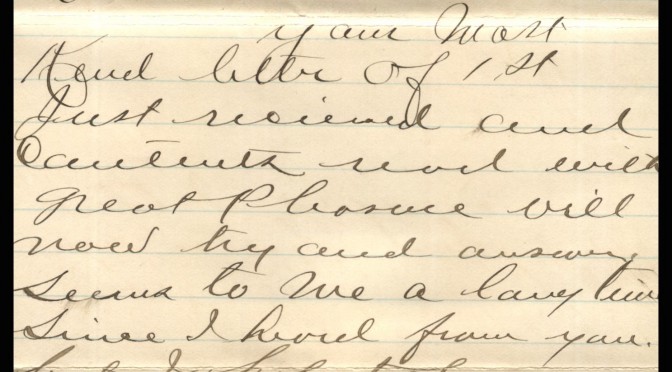 your Most
Kind letter of 1st
Just recieved and
Contents read with
great Pleasure will
now try and answer
seems to Me a long time
Since I heard from you.